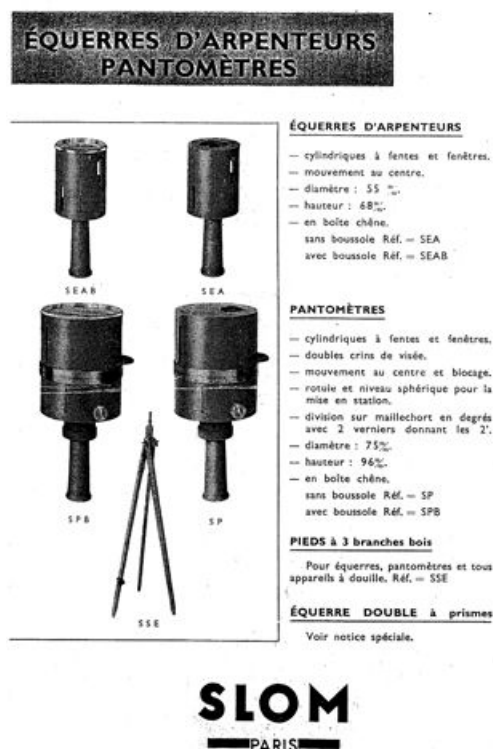 ÉQUERRES D'ARPENTEURS
PANTOMÈTRES
SEAB
SEA
SPB
SP
SSE
ÉQUERRES D'ARPENTEURS
— cylindriques à fentes et fenêtres.
— mouvement au centre.
— diamètre : 55 m/m.
— hauteur : 68 m/m.
— en boîte chêne.
sans boussole Réf. = SEA
avec boussole Réf. = SEAB
PANTOMÈTRES
— cylindriques à fentes et fenêtres.
— doubles crins de visée.
— mouvement au centre et blocage.
— rotule et niveau sphérique pour la
mise en station.
— division sur maillechort en degrés
avec 2 verniers donnant les 2'.
— diamètre : 75 m/m.
— hauteur : 96 m/m.
— en boîte chêne.
sans boussole Réf. = SP
avec boussole Réf. = SPB
PIEDS à 3 branches bois
Pour équerres, pantomètres et tous
appareils à douille. Réf. = SSE
ÉQUERRE DOUBLE à prismes
Voir notice spéciale.
SLOM
PARIS